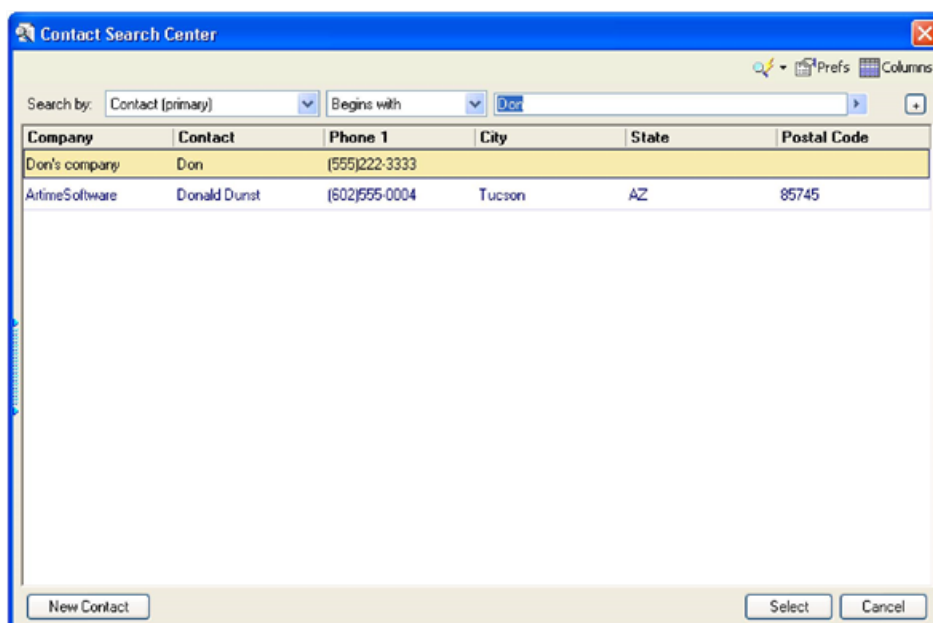 Contact Search Center
Prefs Columns
Search by: Contact (primary) Begins with Don
Company Contact Phone 1 City State Postal Code
Don's company Don (555)222-3333
ArtimeSoftware Donald Dunst (602)555-0004 Tucson AZ 85745
New Contact Select Cancel